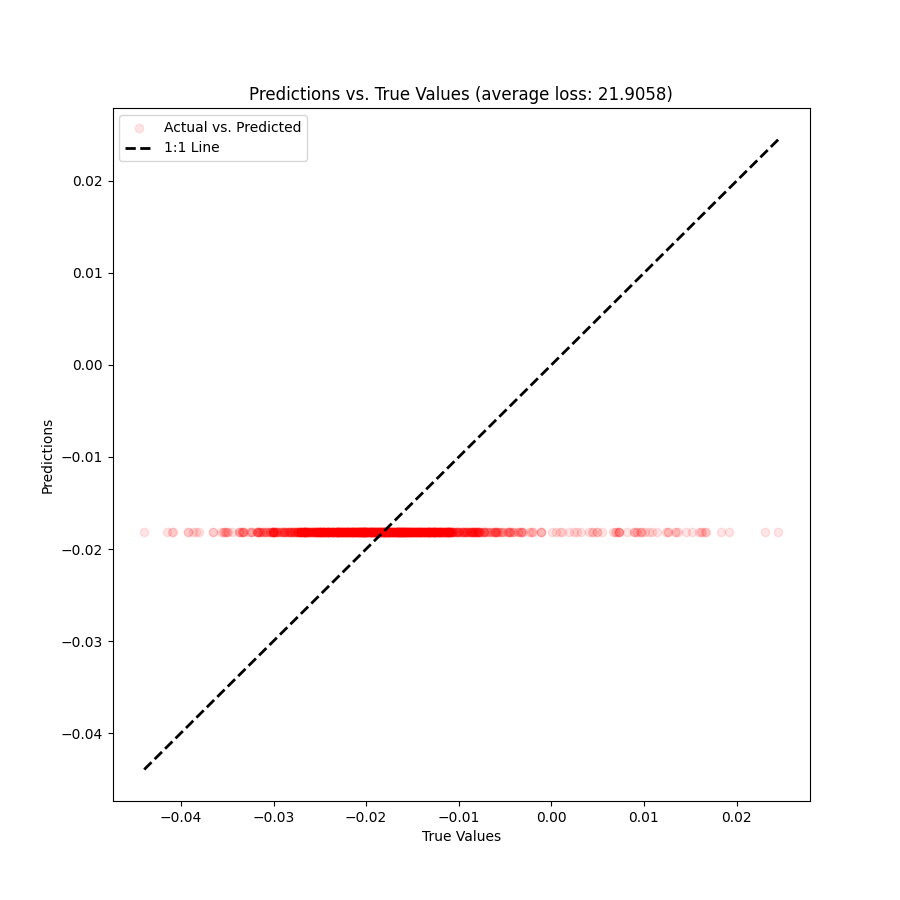 Predictions vs. True Values (average loss: 21.9058)
Actual vs. Predicted
1:1 Line
0.02
0.01
0.00
−0.01
−0.02
−0.03
−0.04
Predictions
−0.04
−0.03
−0.02
−0.01
0.00
0.01
0.02
True Values